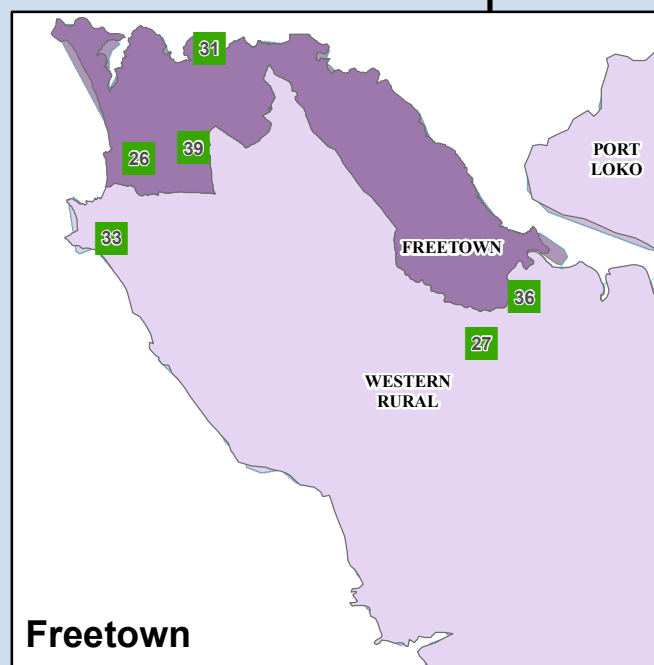 31
39
26
PORT
LOKO
33
FREETOWN
36
27
WESTERN
RURAL
Freetown